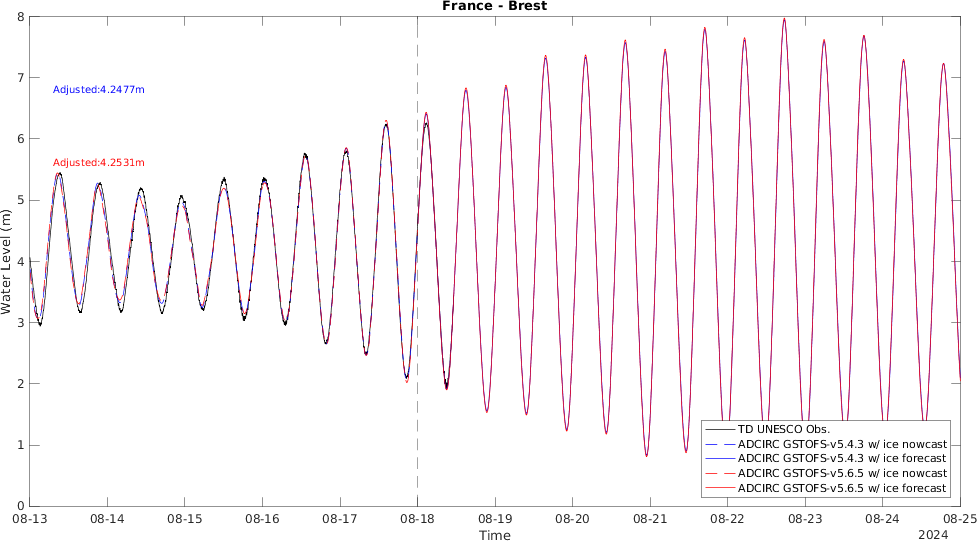 France - Brest
8
7
6
5
4
3
2
1
0
Water Level (m)
Adjusted:4.2477m
Adjusted:4.2531m
TD UNESCO Obs.
ADCIRC GSTOFS-v5.4.3 w/ ice nowcast
ADCIRC GSTOFS-v5.4.3 w/ ice forecast
ADCIRC GSTOFS-v5.6.5 w/ ice nowcast
ADCIRC GSTOFS-v5.6.5 w/ ice forecast
08-13 08-14 08-15 08-16 08-17 08-18 08-19 08-20 08-21 08-22 08-23 08-24 08-25
Time
2024